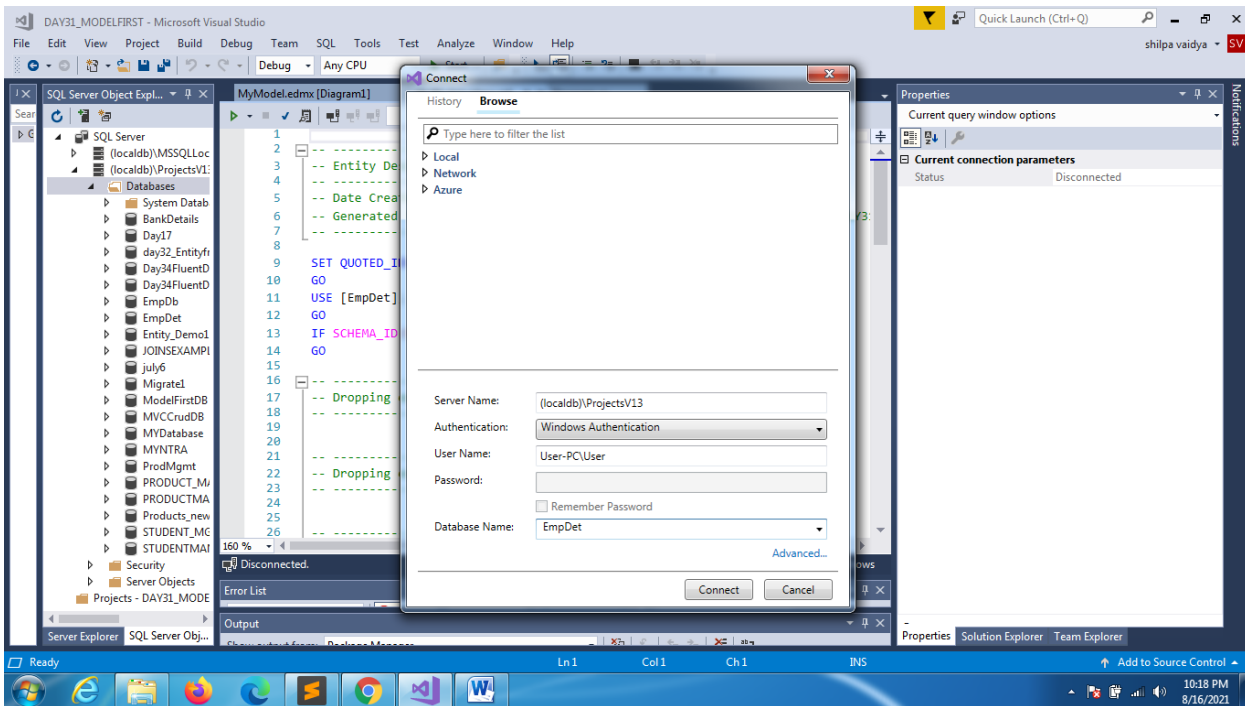 DAY31_MODELFIRST - Microsoft Visual Studio
Quick Launch (Ctrl+Q)
File Edit View Project Build Debug Team SQL Tools Test Analyze Window Help
shilpa vaidya
SV
Debug
Any CPU
SQL Server Object Expl...
SQL Server
(localdb)\MSSQLLoc
(localdb)\ProjectsV1
Databases
System Datab
BankDetails
Day17
day32_Entityfr
Day34FluentD
Day34FluentD
EmpDb
EmpDet
Entity_Demo1
JOINSEXAMPL
july6
Migrate1
ModelFirstDB
MVCCrudDB
MYDatabase
MYNTRA
ProdMgmt
PRODUCT_M
PRODUCTMA
Products_new
STUDENT_MG
STUDENTMA
Security
Server Objects
Projects - DAY31_MODE
Server Explorer
SQL Server Obj...
MyModel.edmx [Diagram1]
1
2 -- ---------
3 -- Entity De
4 -- ---------
5 -- Date Crea
6 -- Generated
7 -- ---------
8
9 SET QUOTED_I
10 GO
11 USE [EmpDet]
12 GO
13 IF SCHEMA_ID
14 GO
15
16 -- ---------
17 -- Dropping
18 -- ---------
19
20
21 -- ---------
22 -- Dropping
23 -- ---------
24
25
26 -- ---------
160 %
Disconnected.
Error List
Output
Connect
History Browse
Type here to filter the list
Local
Network
Azure
Server Name: (localdb)\ProjectsV13
Authentication: Windows Authentication
User Name: User-PC\User
Password:
Remember Password
Database Name: EmpDet
Advanced...
Connect
Cancel
Properties
Current query window options
Current connection parameters
Status Disconnected
Properties Solution Explorer Team Explorer
Notifications
Ready
Ln 1 Col 1 Ch 1 INS
Add to Source Control
10:18 PM
8/16/2021